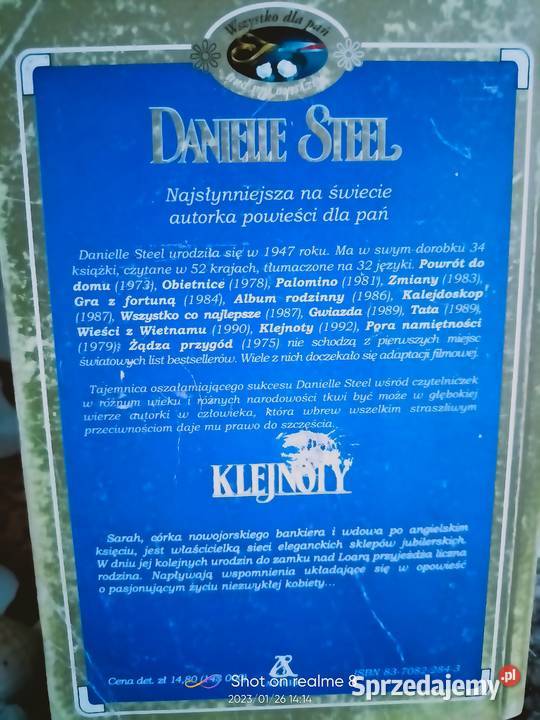 Wszystko dla pań
DANIELLE STEEL
Najsłynniejsza na świecie
autorka powieści dla pań
Danielle Steel urodziła się w 1947 roku. Ma w swym dorobku 34
książki, czytane w 52 krajach, tłumaczone na 32 języki. Powrót do
domu (1973), Obietnice (1978), Palomino (1981), Zmiany (1983),
Gra z fortuną (1984), Album rodzinny (1986), Kalejdoskop
(1987), Wszystko co najlepsze (1987), Gwiazda (1989), Tata (1989),
Wieści z Wietnamu (1990), Klejnoty (1992), Pora namiętności
(1979); Żądza przygód (1975) nie schodzą z pierwszych miejsc
światowych list bestsellerów. Wiele z nich doczekało się adaptacji filmowej.
Tajemnica oszałamiającego sukcesu Danielle Steel wśród czytelniczek
w różnym wieku i różnych narodowości tkwi być może w głębokiej
wierze autorki w człowieka, która wbrew wszelkim straszliwym
przeciwnościom daje mu prawo do szczęścia.
KLEJNOTY
Sarah, córka nowojorskiego bankiera i wdowa po angielskim
księciu, jest właścicielką sieci eleganckich sklepów jubilerskich.
W dniu jej kolejnych urodzin do zamku nad Loarą przyjeżdża liczna
rodzina. Napływają wspomnienia układające się w opowieść
o pasjonującym życiu niezwykłej kobiety...
Cena det. zł 14,80
ISBN 83-7082-284-3
Shot on realme 8
2023/01/26 14:14
Sprzedajemy.pl